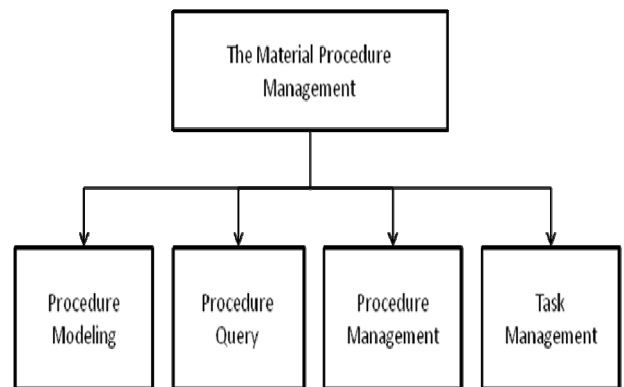 The Material Procedure
Management
Procedure
Modeling
Procedure
Query
Procedure
Management
Task
Management